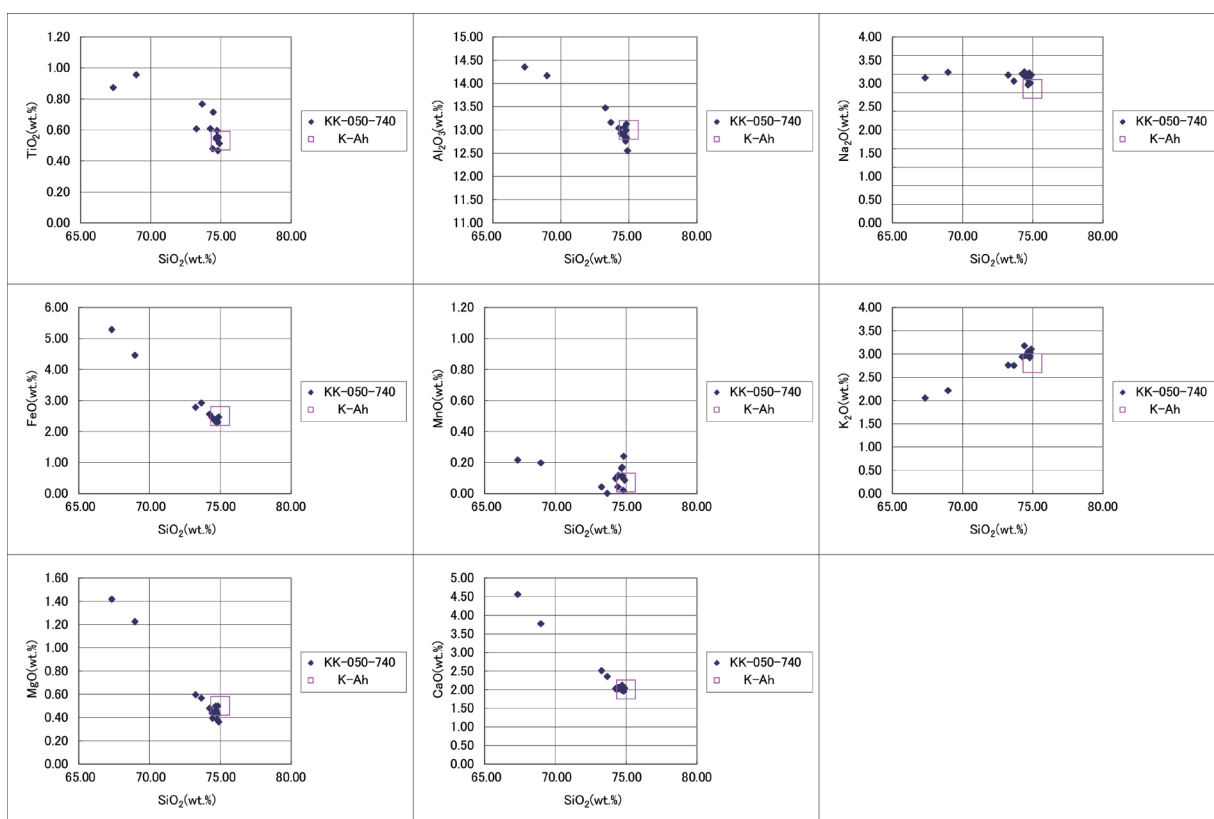 TiO2(wt.%)
1.20
1.00
0.80
0.60
0.40
0.20
0.00
65.00 70.00 75.00 80.00
SiO2(wt.%)
KK-050-740
K-Ah
Al2O3(wt.%)
15.00
14.50
14.00
13.50
13.00
12.50
12.00
11.50
11.00
65.00 70.00 75.00 80.00
SiO2(wt.%)
KK-050-740
K-Ah
Na2O(wt.%)
4.00
3.50
3.00
2.50
2.00
1.50
1.50
1.00
0.50
0.00
65.00 70.00 75.00 80.00
SiO2(wt.%)
KK-050-740
K-Ah
FeO(wt.%)
6.00
5.00
4.00
3.00
2.00
1.00
0.00
65.00 70.00 75.00 80.00
SiO2(wt.%)
KK-050-740
K-Ah
MnO(wt.%)
1.20
1.00
0.80
0.60
0.40
0.20
0.00
65.00 70.00 75.00 80.00
SiO2(wt.%)
KK-050-740
K-Ah
K2O(wt.%)
4.00
3.50
3.00
2.50
2.00
1.50
1.00
0.50
0.00
65.00 70.00 75.00 80.00
SiO2(wt.%)
KK-050-740
K-Ah
MgO(wt.%)
1.60
1.40
1.20
1.00
0.80
0.60
0.40
0.20
0.00
65.00 70.00 75.00 80.00
SiO2(wt.%)
KK-050-740
K-Ah
CaO(wt.%)
5.00
4.50
4.00
3.50
3.00
2.50
2.00
1.50
1.00
0.50
0.00
65.00 70.00 75.00 80.00
SiO2(wt.%)
KK-050-740
K-Ah